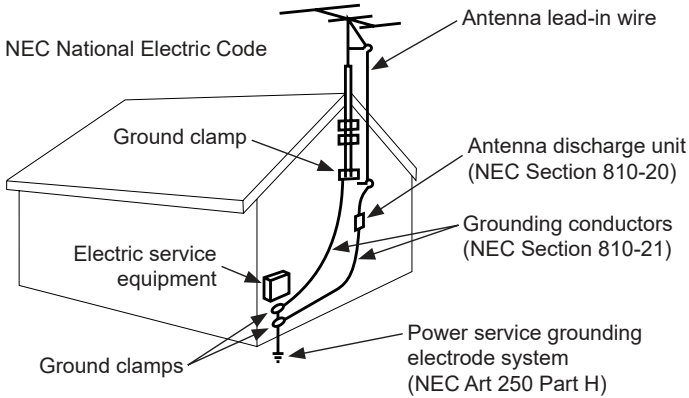 Antenna lead-in wire
NEC National Electric Code
Ground clamp
Antenna discharge unit
(NEC Section 810-20)
Grounding conductors
(NEC Section 810-21)
Electric service
equipment
Power service grounding
electrode system
(NEC Art 250 Part H)
Ground clamps